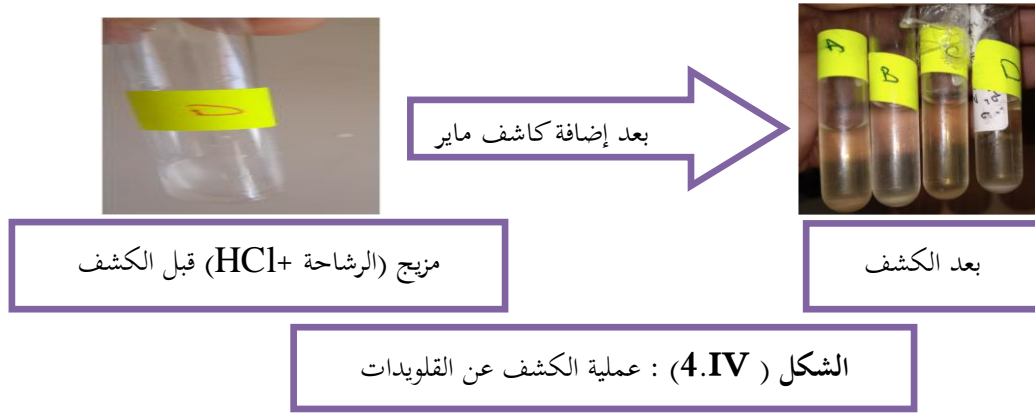 D
بعد إضافة كاشف ماير
A
B
C
D
مزيج (الرشاحة +HCl) قبل الكشف
بعد الكشف
الشكل ( 4.IV) : عملية الكشف عن القلويدات